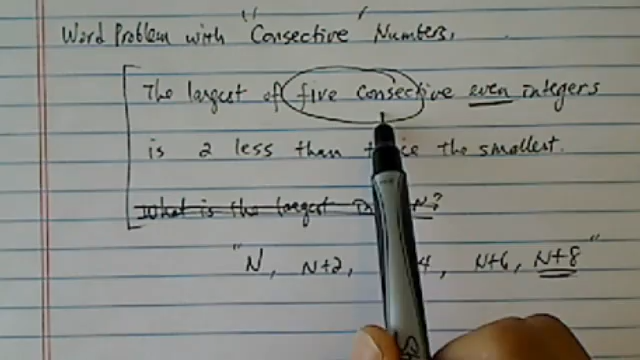 Word Problem with "Consective" Numbers.
The largest of five consective even integers
is 2 less than the smallest.
What is the largest N?
"N, N+2, 4, N+6, N+8"